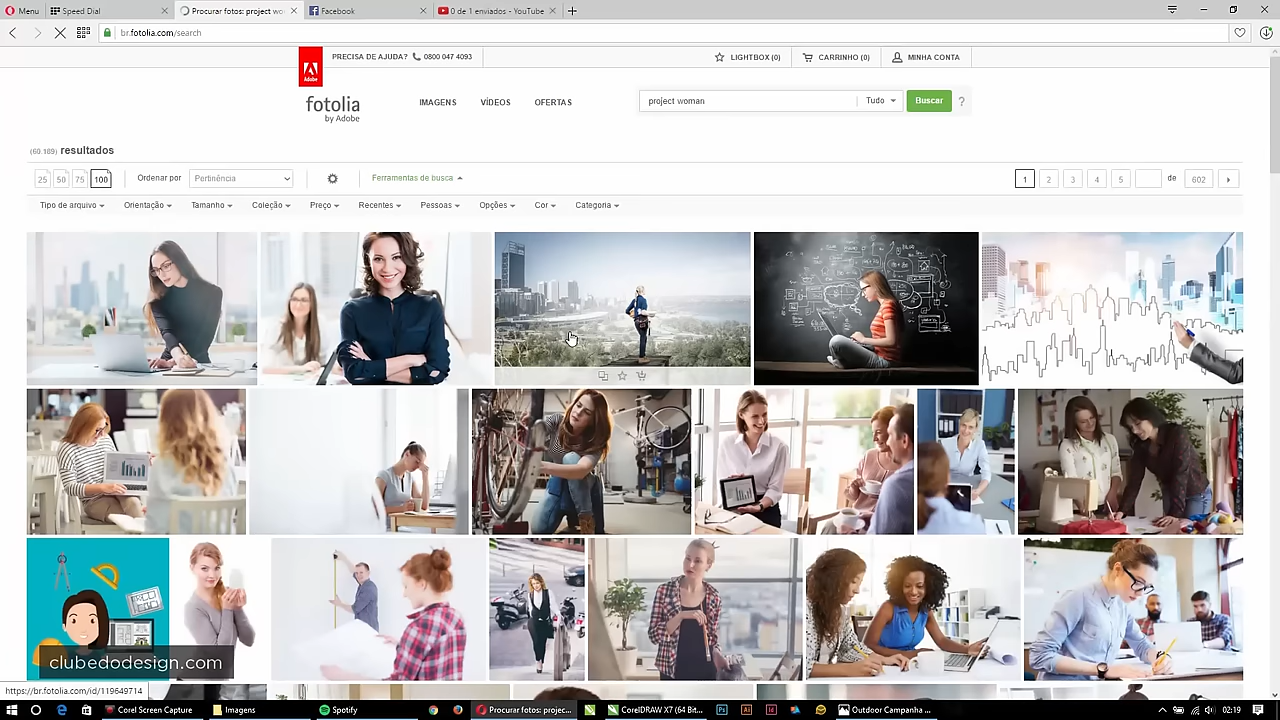 Menu
Speed Dial
Procurar fotos: project wo
Facebook
0 de 1 enviados - YouTube
br.fotolia.com/search
PRECISA DE AJUDA? 0800 047 4093
LIGHTBOX (0)
CARRINHO (0)
MINHA CONTA
Adobe
fotolia
by Adobe
IMAGENS
VÍDEOS
OFERTAS
project woman
Tudo
Buscar
?
(60.189) resultados
25 50 75 100
Ordenar por
Pertinência
Ferramentas de busca
1 2 3 4 5 de 602
Tipo de arquivo
Orientação
Tamanho
Coleção
Preço
Recentes
Pessoas
Opções
Cor
Categoria
clubedodesign.com
https://br.fotolia.com/id/119649714
Corel Screen Capture
Imagens
Spotify
Procurar fotos: projec...
CorelDRAW X7 (64 Bit...
Outdoor Campanha ...
02:19